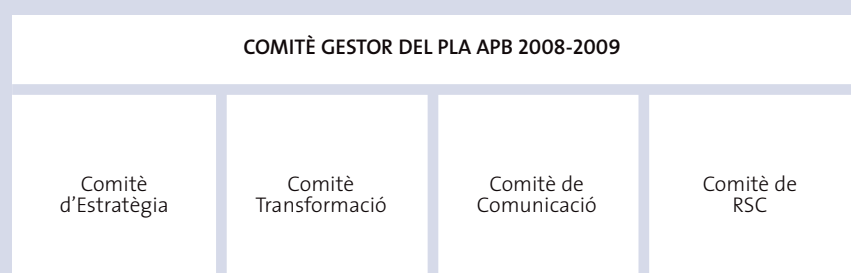 COMITÈ GESTOR DEL PLA APB 2008-2009
Comitè
d’Estratègia
Comitè
Transformació
Comitè de
Comunicació
Comitè de
RSC